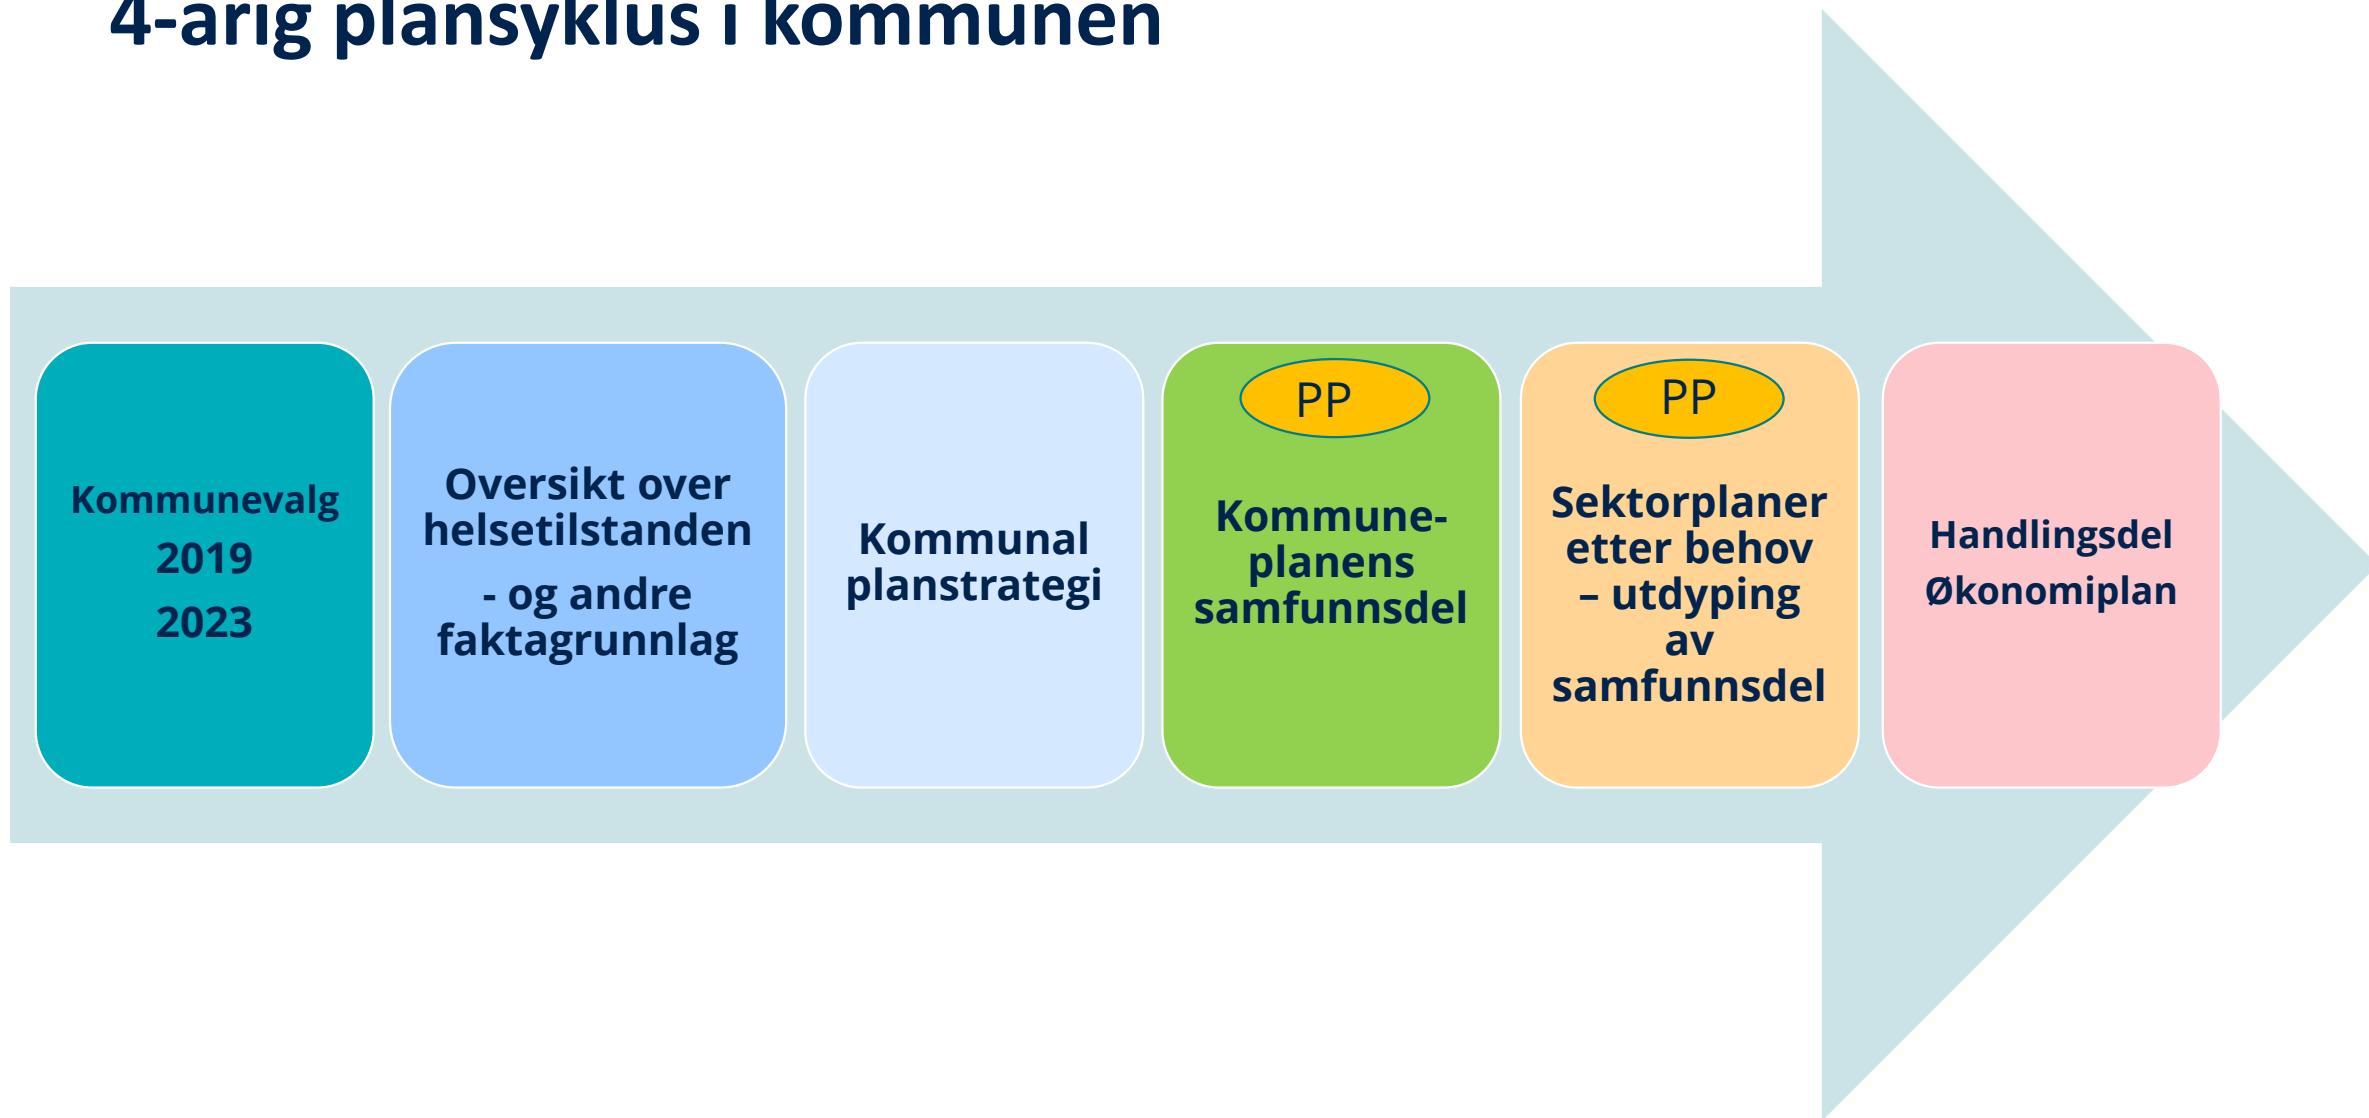 4-årig plansyklus i kommunen
Kommunevalg
2019
2023
Oversikt over
helsetilstanden
- og andre
faktagrunnlag
Kommunal
planstrategi
PP
Kommune-
planens
samfunnsdel
PP
Sektorplaner
etter behov
– utdyping
av
samfunnsdel
Handlingsdel
Økonomiplan